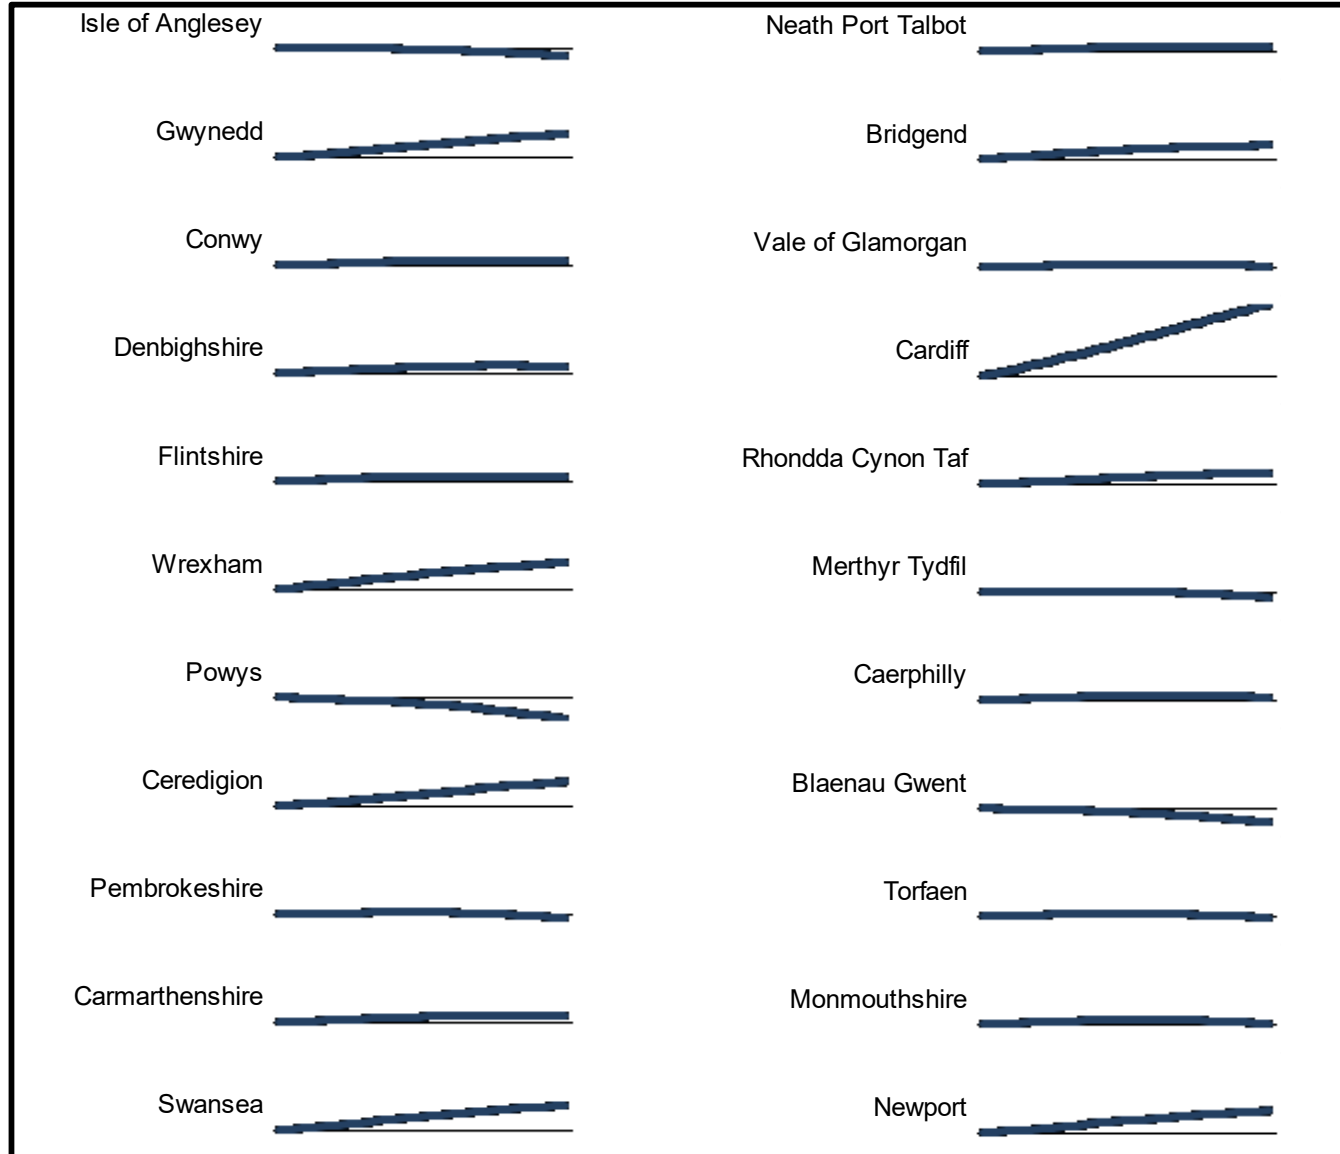 Isle of Anglesey
Gwynedd
Conwy
Denbighshire
Flintshire
Wrexham
Powys
Ceredigion
Pembrokeshire
Carmarthenshire
Swansea
Neath Port Talbot
Bridgend
Vale of Glamorgan
Cardiff
Rhondda Cynon Taf
Merthyr Tydfil
Caerphilly
Blaenau Gwent
Torfaen
Monmouthshire
Newport